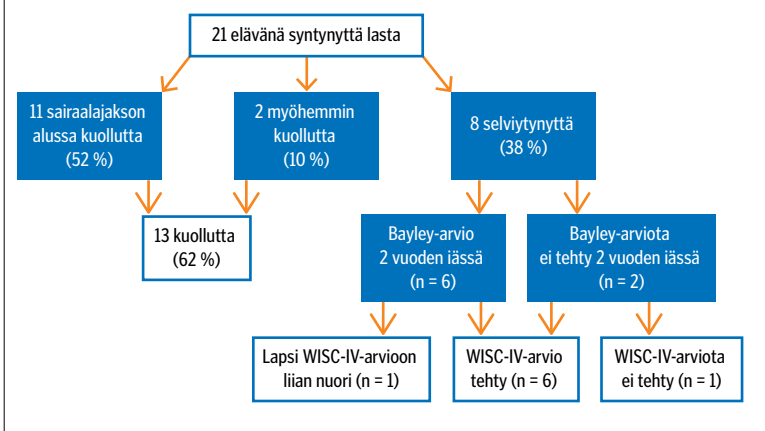 21 elävänä syntynyttä lasta
11 sairaalajakson
alussa kuollutta
(52 %)
2 myöhemmin
kuollutta
(10 %)
8 selviytynyttä
(38 %)
13 kuollutta
(62 %)
Bayley-arvio
2 vuoden iässä
(n = 6)
Bayley-arviota
ei tehty 2 vuoden iässä
(n = 2)
Lapsi WISC-IV-arvioon
liian nuori (n = 1)
WISC-IV-arvio
tehty (n = 6)
WISC-IV-arviota
ei tehty (n = 1)